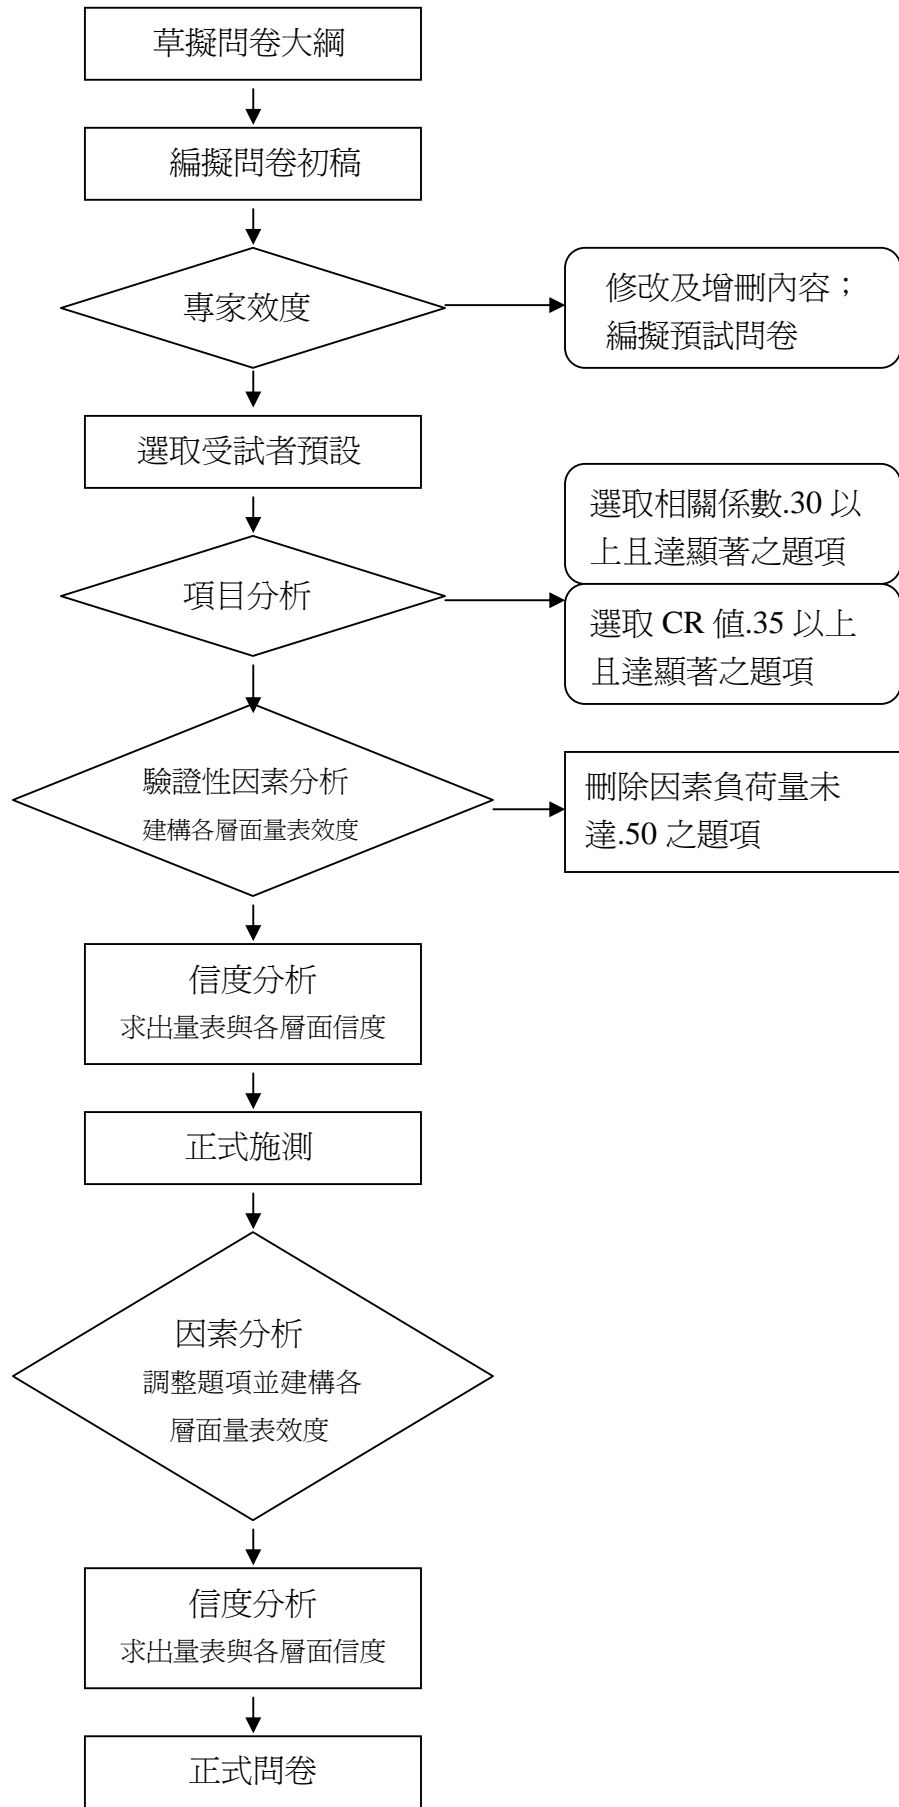 草擬問卷大綱
編擬問卷初稿
專家效度
修改及增刪內容；
編擬預試問卷
選取受試者預設
選取相關係數.30 以
上且達顯著之題項
項目分析
選取 CR 值.35 以上
且達顯著之題項
驗證性因素分析
建構各層面量表效度
刪除因素負荷量未
達.50 之題項
信度分析
求出量表與各層面信度
正式施測
因素分析
調整題項並建構各
層面量表效度
信度分析
求出量表與各層面信度
正式問卷